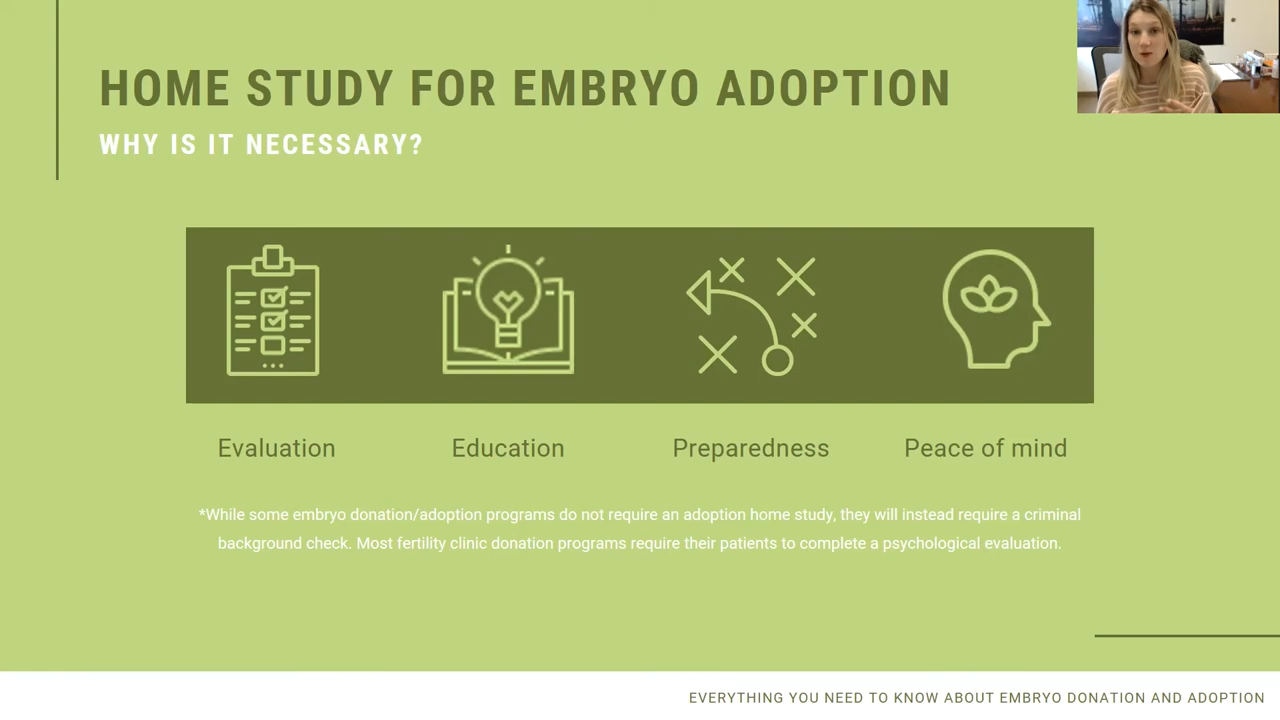 HOME STUDY FOR EMBRYO ADOPTION
WHY IS IT NECESSARY?
Evaluation
Education
Preparedness
Peace of mind
*While some embryo donation/adoption programs do not require an adoption home study, they will instead require a criminal
background check. Most fertility clinic donation programs require their patients to complete a psychological evaluation.
EVERYTHING YOU NEED TO KNOW ABOUT EMBRYO DONATION AND ADOPTION